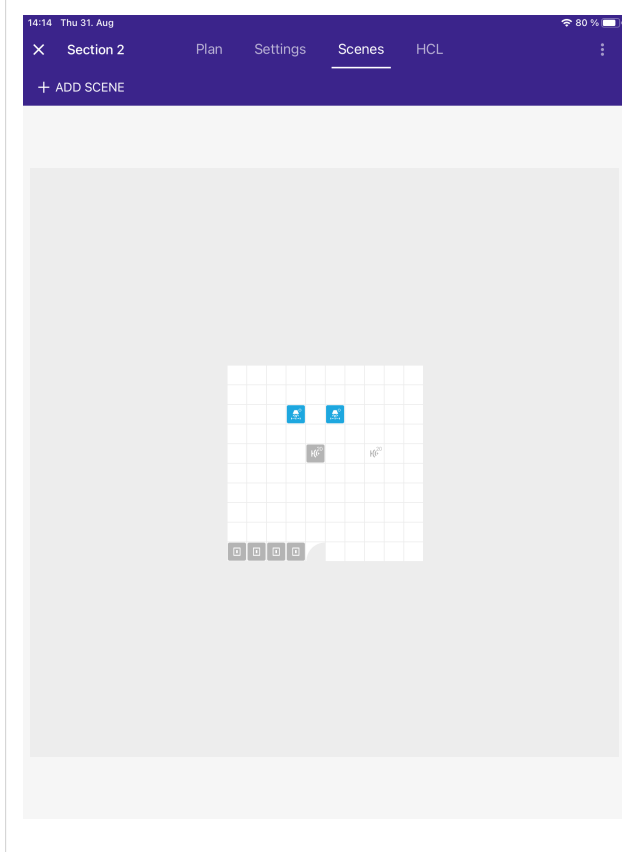 14:14 Thu 31. Aug 80 %
Section 2 Plan Settings Scenes HCL
+ ADD SCENE